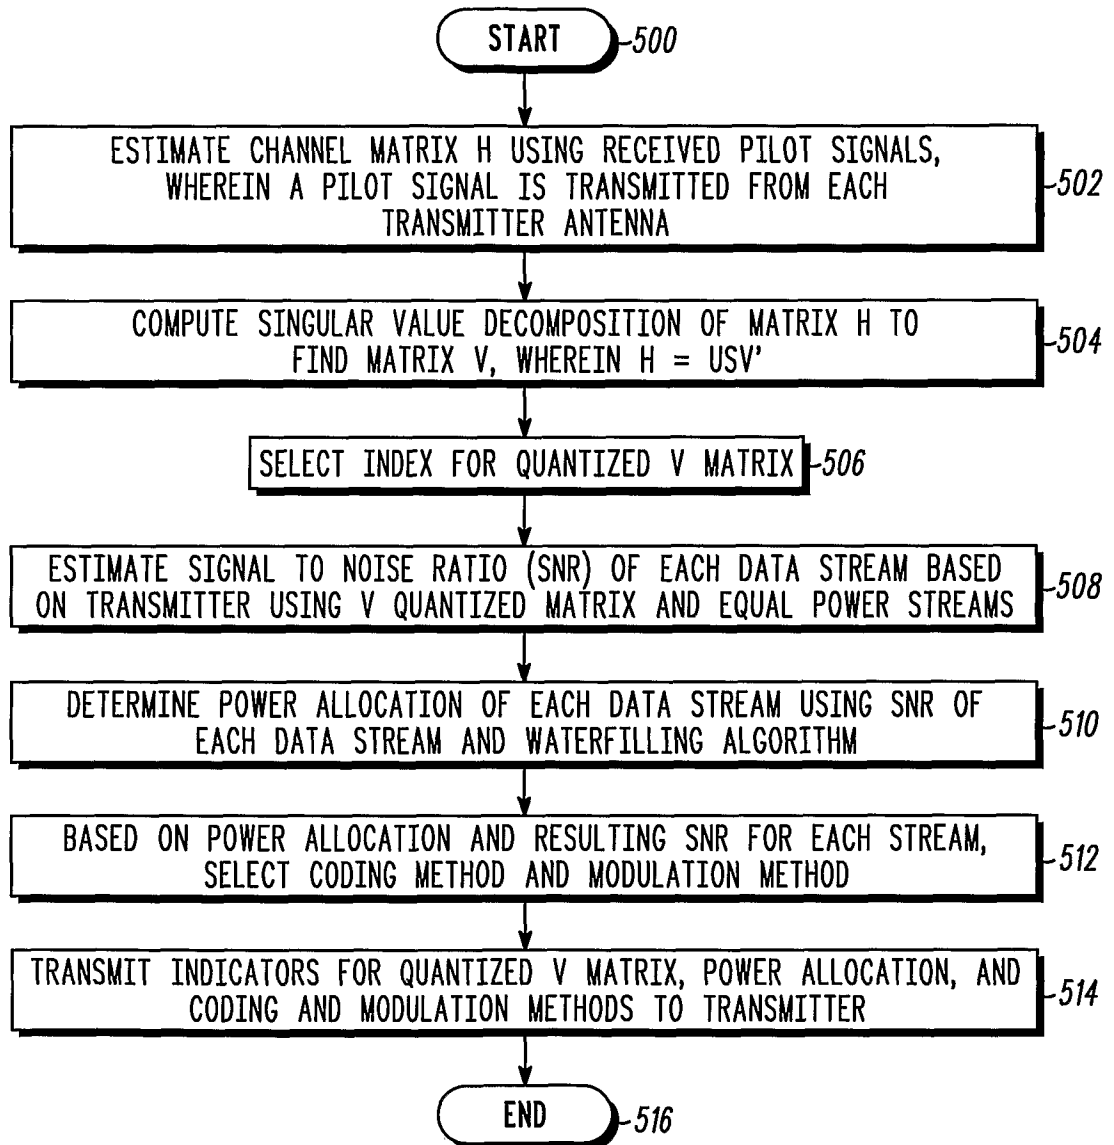 START
500
ESTIMATE CHANNEL MATRIX H USING RECEIVED PILOT SIGNALS,
WHEREIN A PILOT SIGNAL IS TRANSMITTED FROM EACH
TRANSMITTER ANTENNA
502
COMPUTE SINGULAR VALUE DECOMPOSITION OF MATRIX H TO
FIND MATRIX V, WHEREIN H = USV'
504
SELECT INDEX FOR QUANTIZED V MATRIX
506
ESTIMATE SIGNAL TO NOISE RATIO (SNR) OF EACH DATA STREAM BASED
ON TRANSMITTER USING V QUANTIZED MATRIX AND EQUAL POWER STREAMS
508
DETERMINE POWER ALLOCATION OF EACH DATA STREAM USING SNR OF
EACH DATA STREAM AND WATERFILLING ALGORITHM
510
BASED ON POWER ALLOCATION AND RESULTING SNR FOR EACH STREAM,
SELECT CODING METHOD AND MODULATION METHOD
512
TRANSMIT INDICATORS FOR QUANTIZED V MATRIX, POWER ALLOCATION, AND
CODING AND MODULATION METHODS TO TRANSMITTER
514
END
516